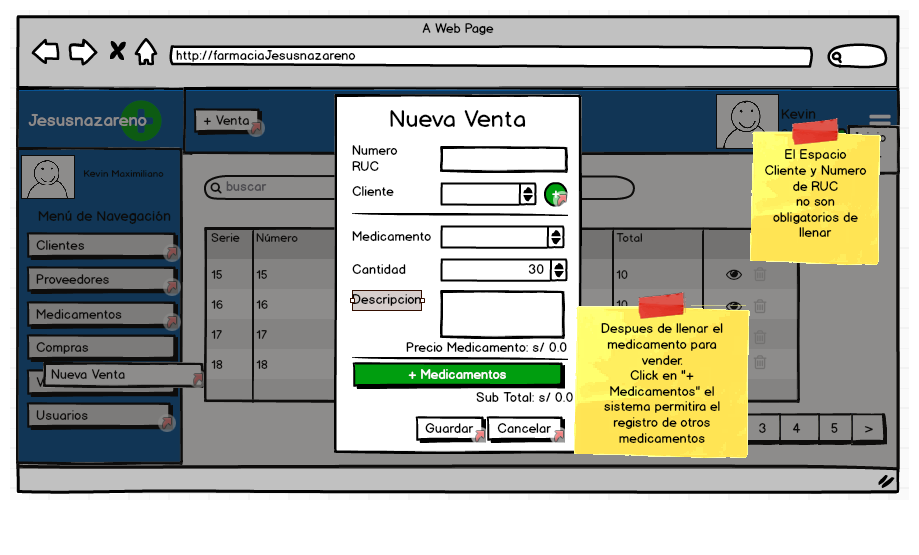 A Web Page
http://farmaciaJesusnazareno
Jesusnazareno
+ Venta
Kevin
Kevin Maximiliano
Menú de Navegación
Clientes
Proveedores
Medicamentos
Compras
Nueva Venta
Usuarios
buscar
Serie Número Total
15 15 10
16 16 10
17 17
18 18
3 4 5 >
Nueva Venta
Numero
RUC
Cliente
Medicamento
Cantidad 30
Descripcion
Precio Medicamento: s/ 0.0
+ Medicamentos
Sub Total: s/ 0.0
Guardar Cancelar
El Espacio
Cliente y Numero
de RUC
no son
obligatorios de
llenar
Despues de llenar el
medicamento para
vender.
Click en "+
Medicamentos" el
sistema permitira el
registro de otros
medicamentos